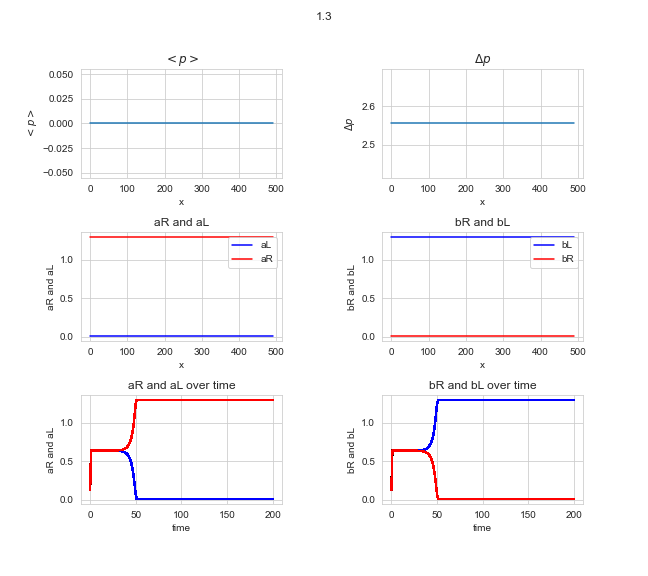 1.3
< p >
Δp
0.050
0.025
0.000
−0.025
−0.050
< p >
0 100 200 300 400 500
x
2.6
2.5
Δp
0 100 200 300 400 500
x
aR and aL
bR and bL
1.0
0.5
0.0
aR and aL
aL
aR
0 100 200 300 400 500
x
1.0
0.5
0.0
bR and bL
bL
bR
0 100 200 300 400 500
x
aR and aL over time
bR and bL over time
1.0
0.5
0.0
aR and aL
0 50 100 150 200
time
1.0
0.5
0.0
bR and bL
0 50 100 150 200
time